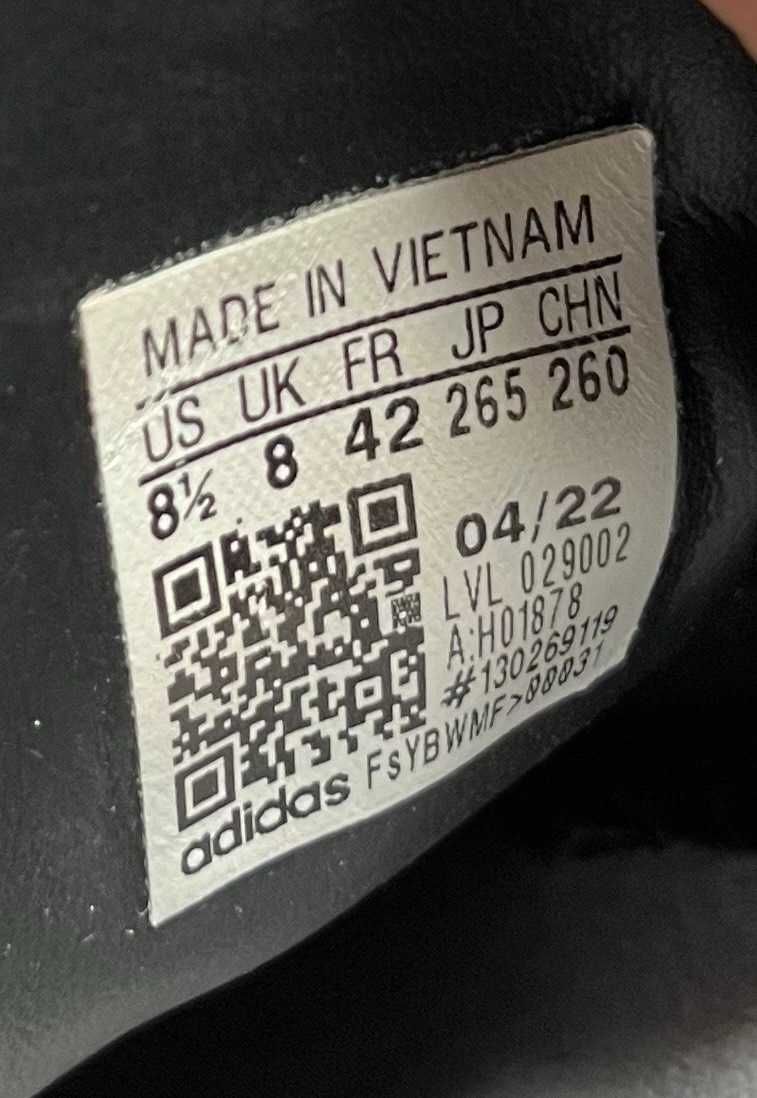 MADE IN VIETNAM
US UK FR JP CHN
8½ 8 42 265 260
04/22
LVL 029002
A:H01878
#130269119
adidas FsYBWMF>00031